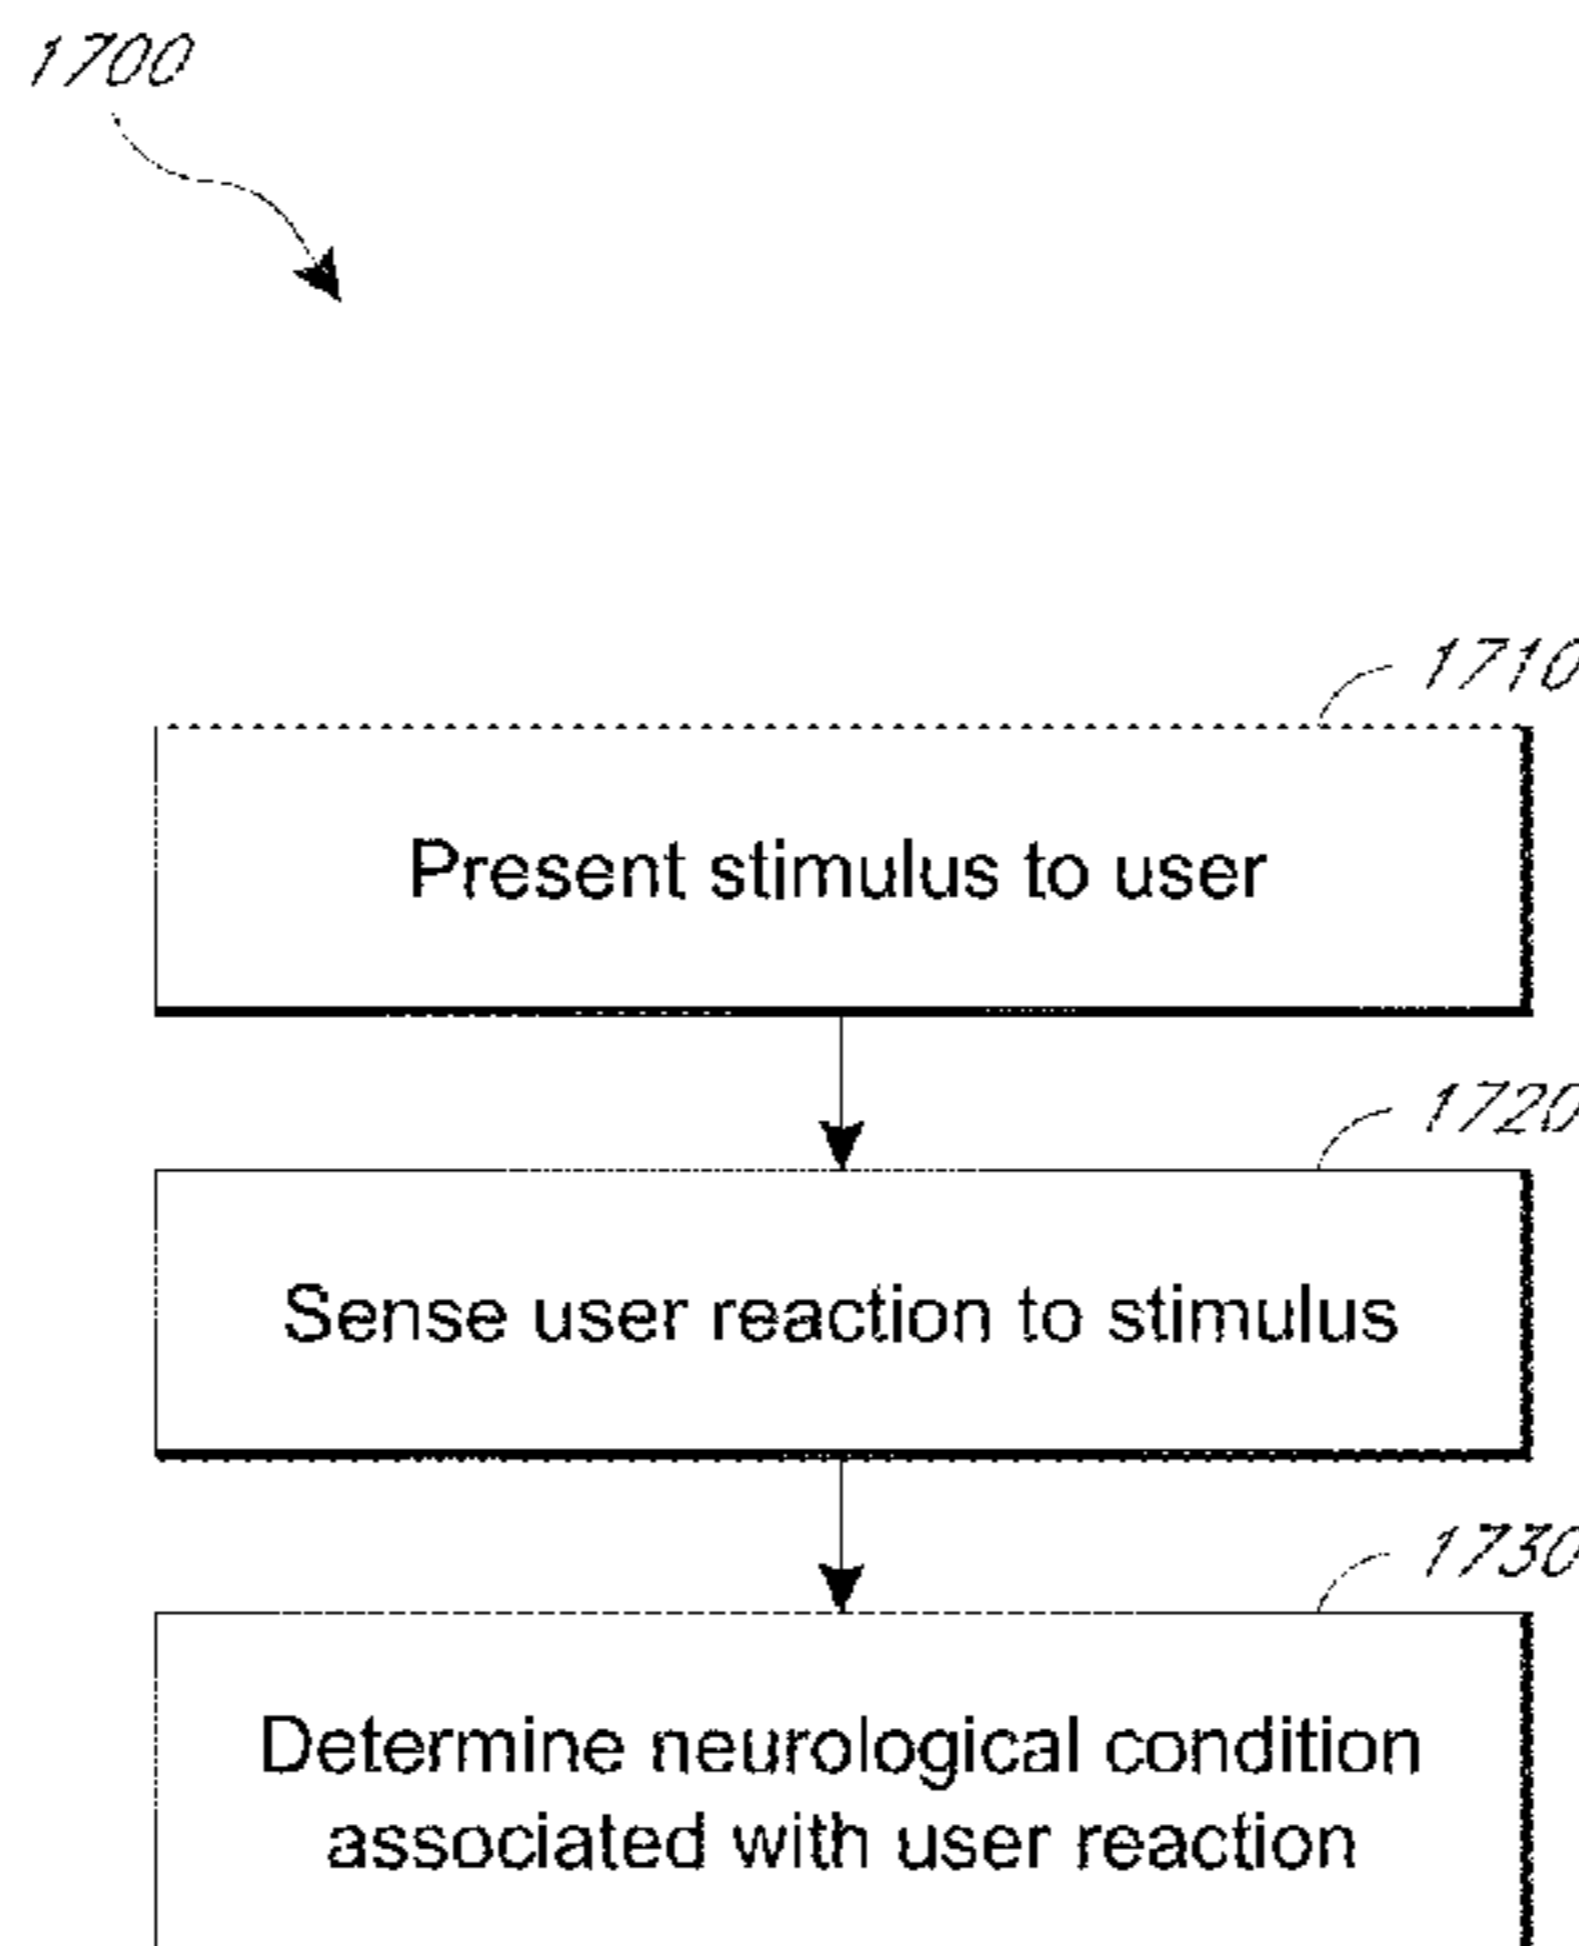 1700
1710
Present stimulus to user
1720
Sense user reaction to stimulus
1730
Determine neurological condition
associated with user reaction